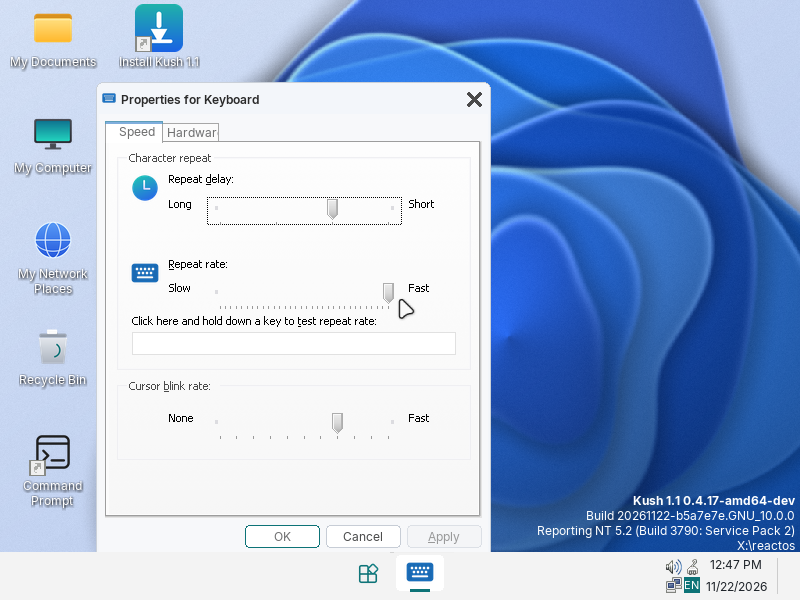 My Documents
Install Kush 1.1
My Computer
My Network
Places
Recycle Bin
Command
Prompt
Properties for Keyboard
Speed
Hardwar
Character repeat
Repeat delay:
Long
Short
Repeat rate:
Slow
Fast
Click here and hold down a key to test repeat rate:
Cursor blink rate:
None
Fast
OK
Cancel
Apply
Kush 1.1 0.4.17-amd64-dev
Build 20261122-b5a7e7e.GNU_10.0.0
Reporting NT 5.2 (Build 3790: Service Pack 2)
X:\reactos
12:47 PM
EN
11/22/2026